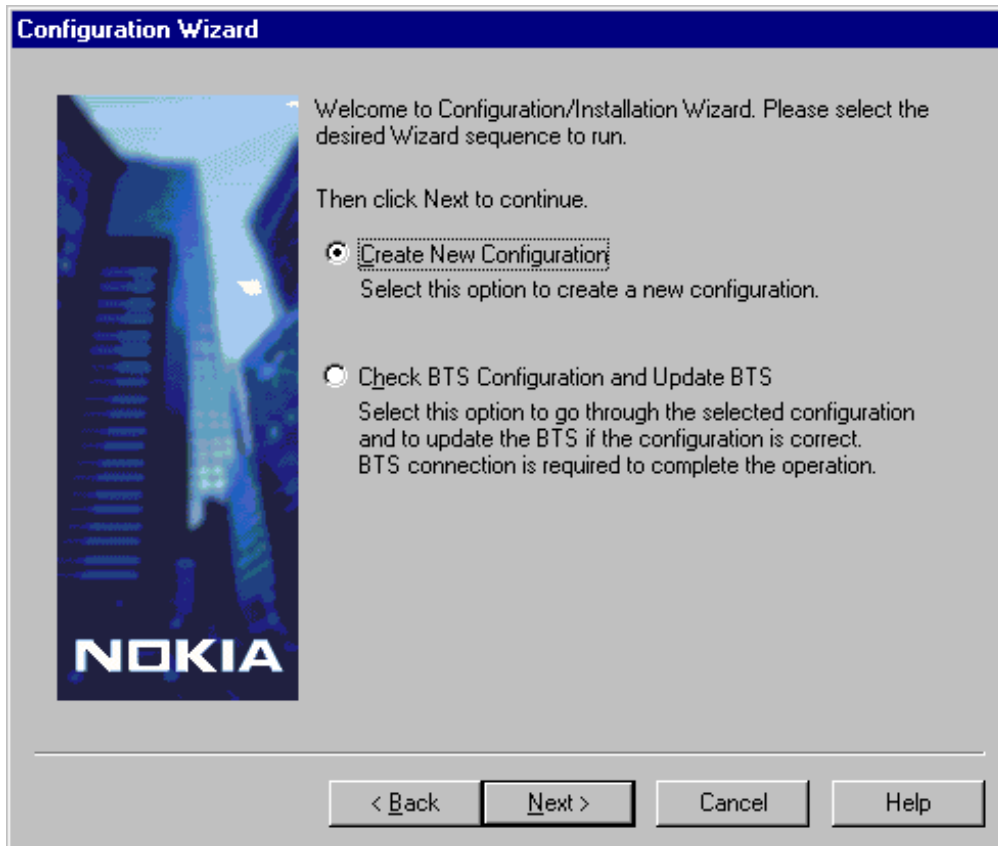 Configuration Wizard
Welcome to Configuration/Installation Wizard. Please select the
desired Wizard sequence to run.
Then click Next to continue.
Create New Configuration
Select this option to create a new configuration.
Check BTS Configuration and Update BTS
Select this option to go through the selected configuration
and to update the BTS if the configuration is correct.
BTS connection is required to complete the operation.
NOKIA
< Back
Next >
Cancel
Help